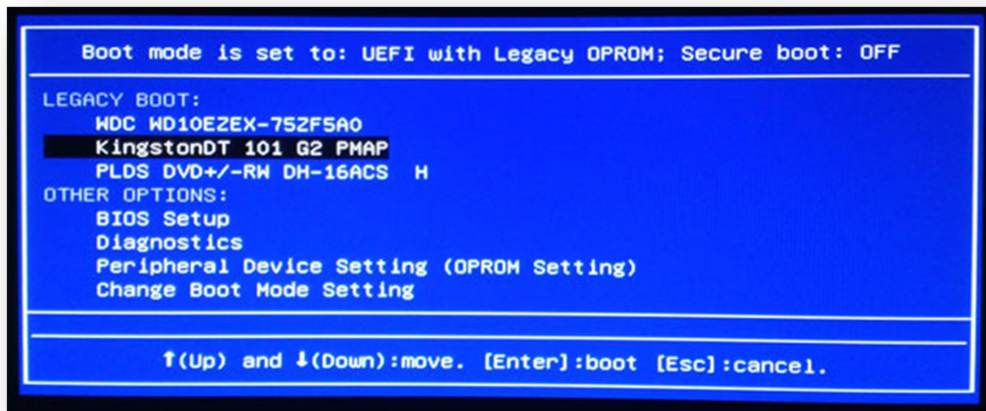 Boot mode is set to: UEFI with Legacy OPROM; Secure boot: OFF
LEGACY BOOT:
WDC WD10EZEX-75ZF5A0
KingstonDT 101 G2 PMAP
PLDS DVD+/-RW DH-16ACS H
OTHER OPTIONS:
BIOS Setup
Diagnostics
Peripheral Device Setting (OPROM Setting)
Change Boot Mode Setting
↑(Up) and ↓(Down):move. [Enter]:boot [Esc]:cancel.